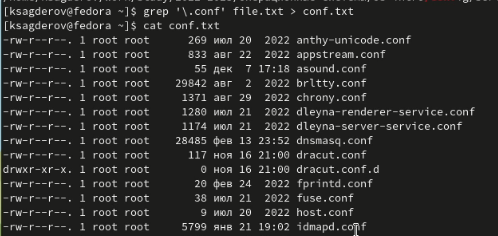 [ksagderov@fedora ~]$ grep '\.conf' file.txt > conf.txt
[ksagderov@fedora ~]$ cat conf.txt
-rw-r--r--. 1 root root 269 июл 20 2022 anthy-unicode.conf
-rw-r--r--. 1 root root 833 авг 22 2022 appstream.conf
-rw-r--r--. 1 root root 55 дек 7 17:18 asound.conf
-rw-r--r--. 1 root root 29842 авг 2 2022 brltty.conf
-rw-r--r--. 1 root root 1371 авг 29 2022 chrony.conf
-rw-r--r--. 1 root root 1280 июл 21 2022 dleyna-renderer-service.conf
-rw-r--r--. 1 root root 1174 июл 21 2022 dleyna-server-service.conf
-rw-r--r--. 1 root root 28485 фев 13 23:52 dnsmasq.conf
-rw-r--r--. 1 root root 117 ноя 16 21:00 dracut.conf
drwxr-xr-x. 1 root root 0 ноя 16 21:00 dracut.conf.d
-rw-r--r--. 1 root root 20 фев 24 2022 fprintd.conf
-rw-r--r--. 1 root root 38 июл 21 2022 fuse.conf
-rw-r--r--. 1 root root 9 июл 20 2022 host.conf
-rw-r--r--. 1 root root 5799 янв 21 19:02 idmapd.conf